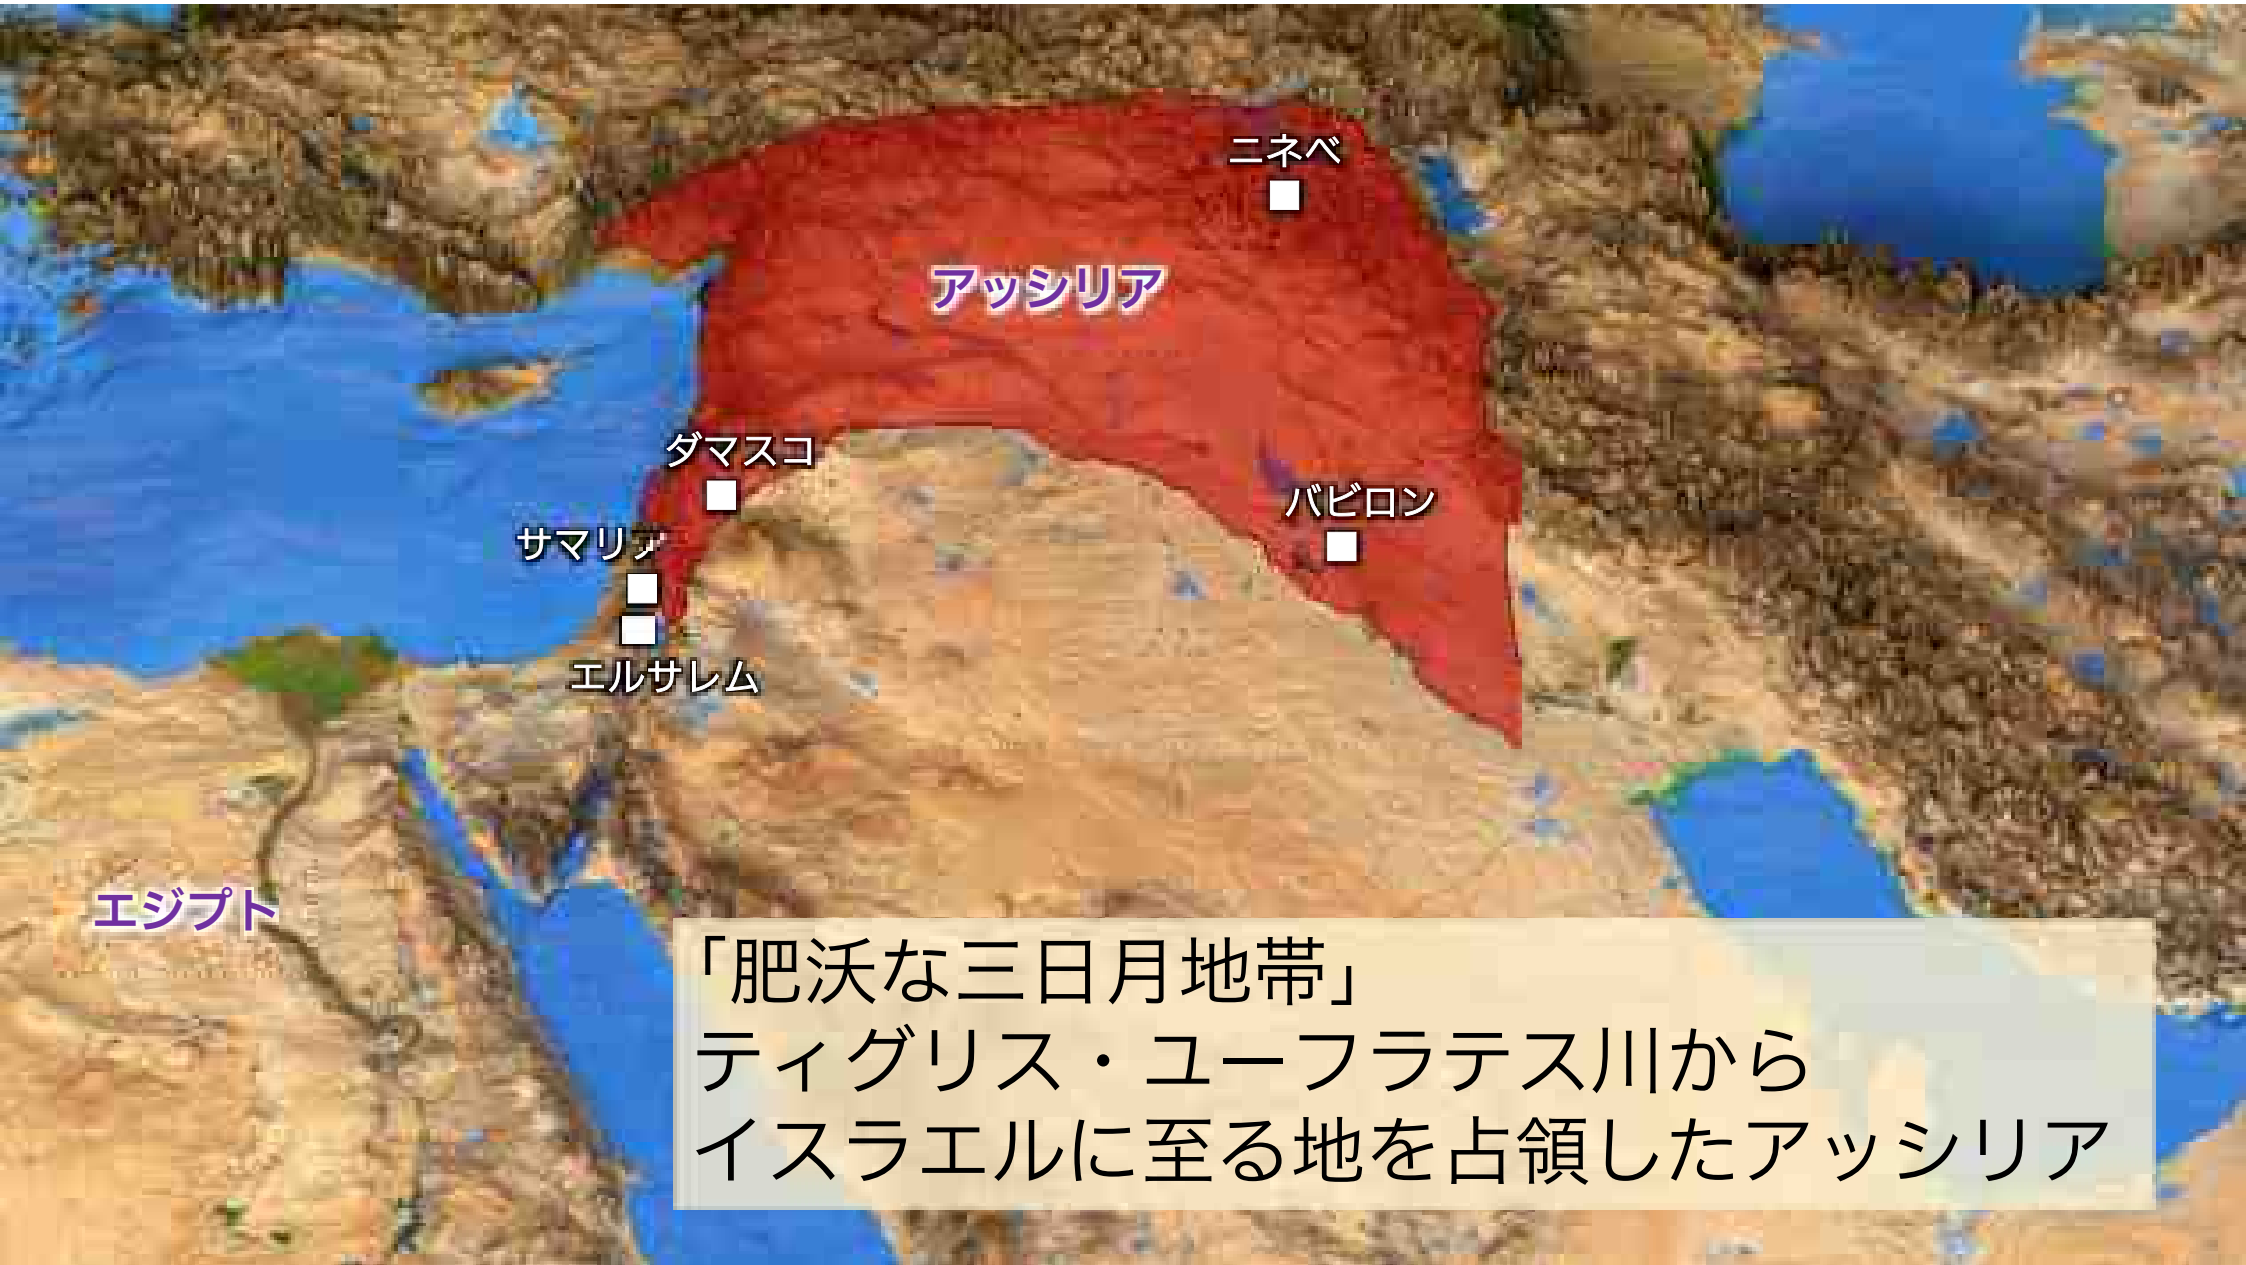 ニネベ
アッシリア
ダマスコ
バビロン
サマリア
エルサレム
エジプト
「肥沃な三日月地帯」
ティグリス・ユーフラテス川から
イスラエルに至る地を占領したアッシリア